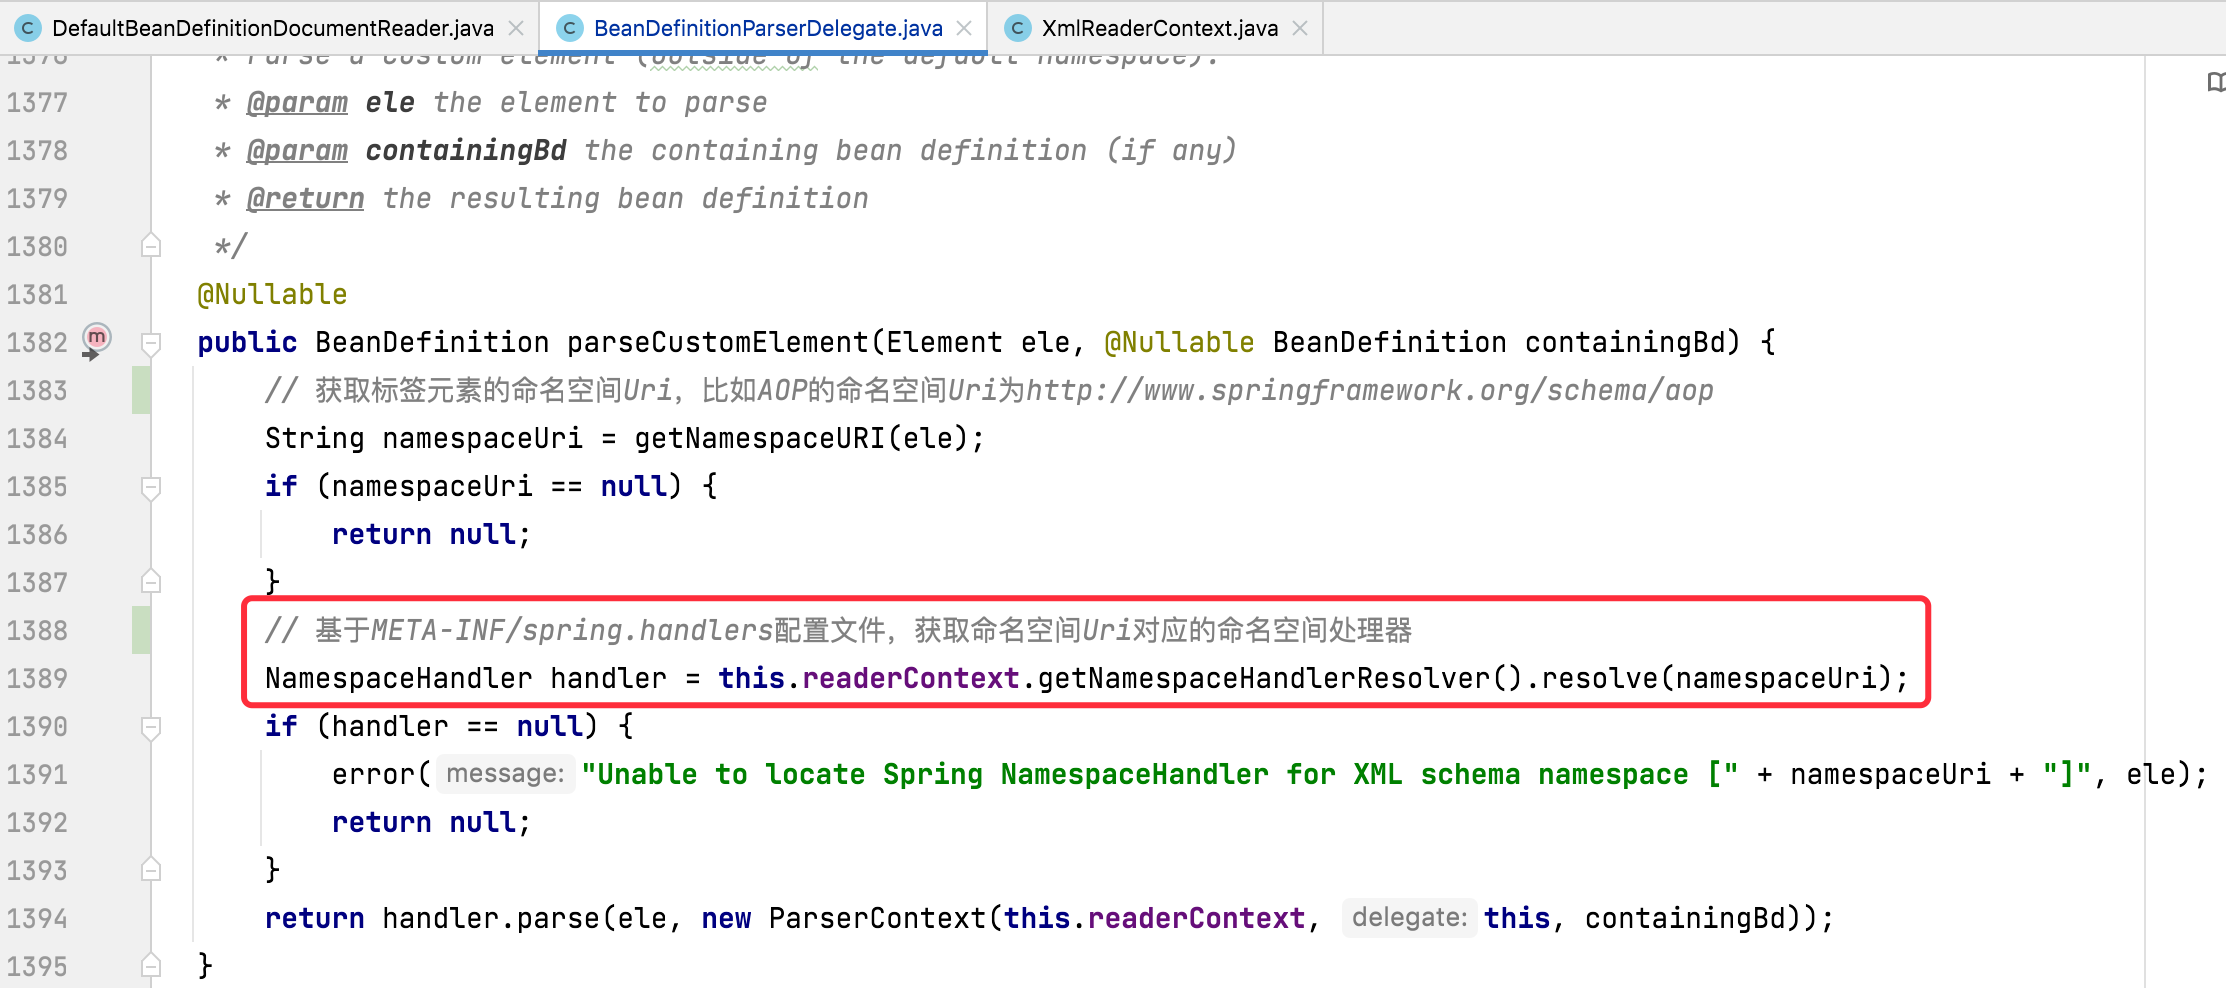 DefaultBeanDefinitionDocumentReader.java
BeanDefinitionParserDelegate.java
XmlReaderContext.java
1376 * Parse a custom element (outside of the default namespace).
1377 * @param ele the element to parse
1378 * @param containingBd the containing bean definition (if any)
1379 * @return the resulting bean definition
1380 */
1381 @Nullable
1382 public BeanDefinition parseCustomElement(Element ele, @Nullable BeanDefinition containingBd) {
1383 // 获取标签元素的命名空间Uri，比如AOP的命名空间Uri为http://www.springframework.org/schema/aop
1384 String namespaceUri = getNamespaceURI(ele);
1385 if (namespaceUri == null) {
1386 return null;
1387 }
1388 // 基于META-INF/spring.handlers配置文件，获取命名空间Uri对应的命名空间处理器
1389 NamespaceHandler handler = this.readerContext.getNamespaceHandlerResolver().resolve(namespaceUri);
1390 if (handler == null) {
1391 error( message: "Unable to locate Spring NamespaceHandler for XML schema namespace [" + namespaceUri + "]", ele);
1392 return null;
1393 }
1394 return handler.parse(ele, new ParserContext(this.readerContext, delegate: this, containingBd));
1395 }